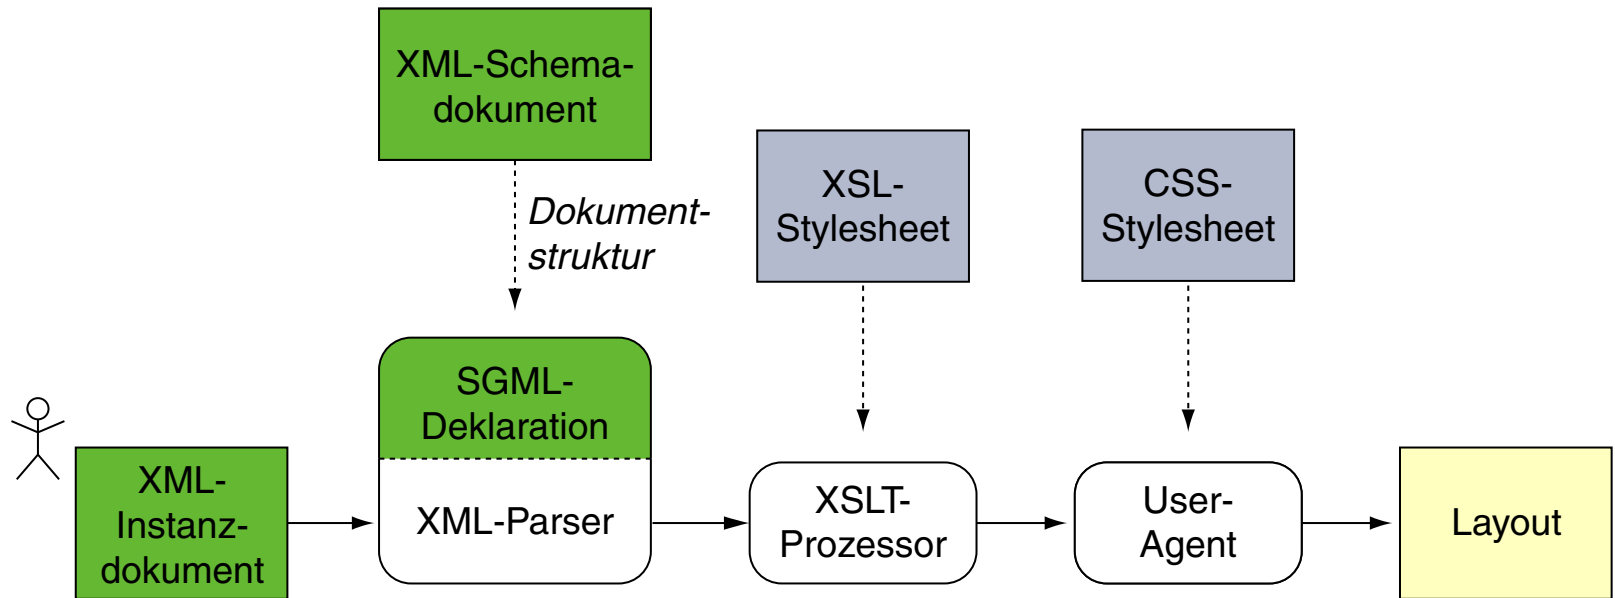 XML-Schema-
dokument
XSL-
Stylesheet
CSS-
Stylesheet
Dokument-
struktur
SGML-
Deklaration
XML-
Instanz-
dokument
XML-Parser
XSLT-
Prozessor
User-
Agent
Layout